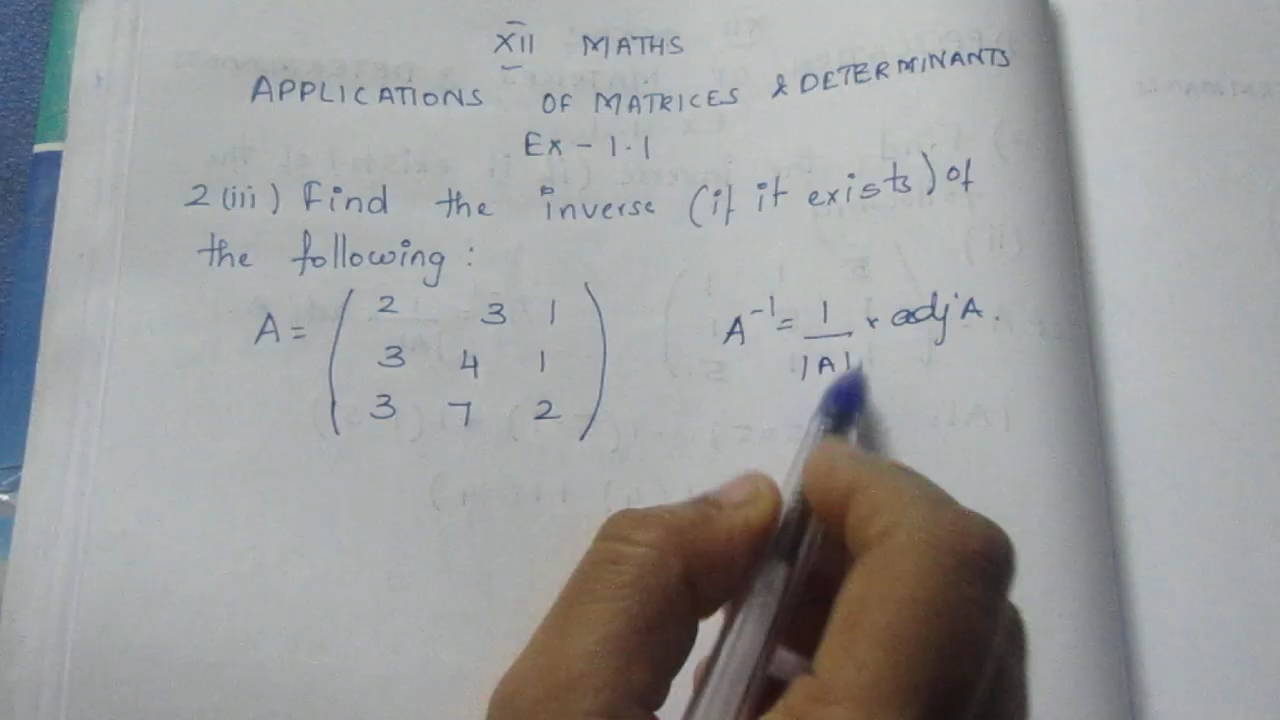 XII MATHS
APPLICATIONS OF MATRICES & DETERMINANTS
Ex - 1.1
2 (iii) Find the inverse (if it exists) of
the following :
A = ( 2 3 1
3 4 1
3 7 2 )
A⁻¹ = 1/|A| × adj A.